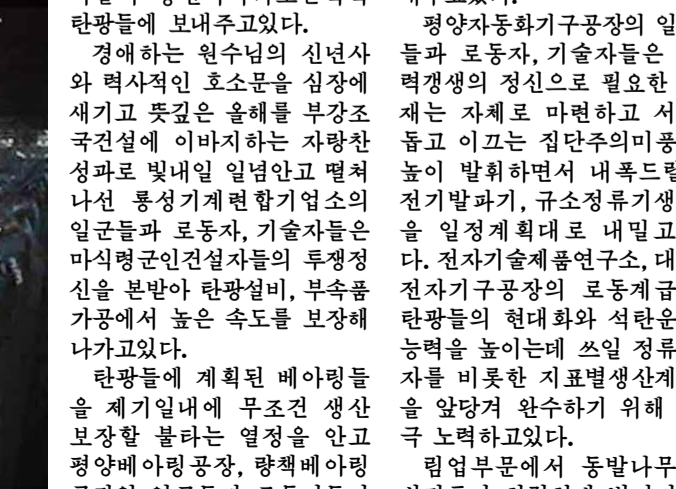 탄광들에 보내주고있다.
경애하는 원수님의 신년사
와 력사적인 호소문을 심장에
새기고 뜻깊은 올해를 부강조
국건설에 이바지하는 자랑찬
성과로 빛내일 일념안고 떨쳐
나선 룡성기계련합기업소의
일군들과 로동자, 기술자들은
마식령군인건설자들의 투쟁정
신을 본받아 탄광설비, 부속품
가공에서 높은 속도를 보장해
나가고있다.
탄광들에 계획된 베아링들
을 제기일내에 무조건 생산
보장할 불타는 열정을 안고
평양베아링공장, 량책베아링
평양자동화기구공장의 일
들과 로동자, 기술자들은
력갱생의 정신으로 필요한
재는 자체로 마련하고 서
돕고 이끄는 집단주의미풍
높이 발휘하면서 내폭드릴
전기발파기, 규소정류기생
을 일정계획대로 내밀고
다. 전자기술제품연구소, 대
전자기구공장의 로동계급
탄광들의 현대화와 석탄운
능력을 높이는데 쓰일 정류
자를 비롯한 지표별생산계
을 앞당겨 완수하기 위해
극 노력하고있다.
림업부문에서 동발나무